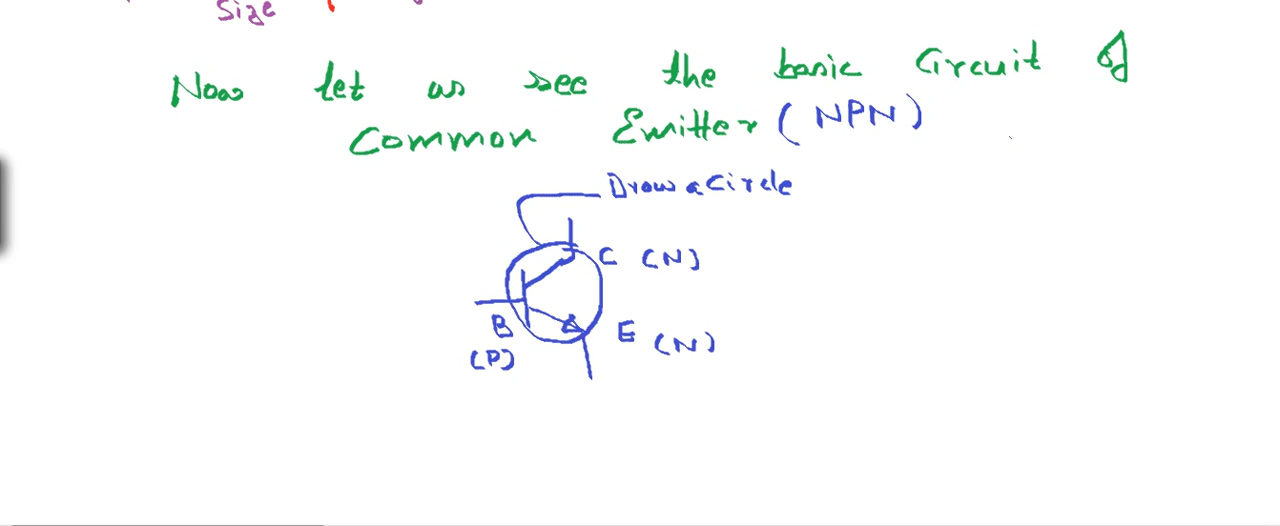 Size
Now let us see the basic Circuit of
Common Emitter (NPN)
Draw a Circle
C (N)
B
E (N)
(P)